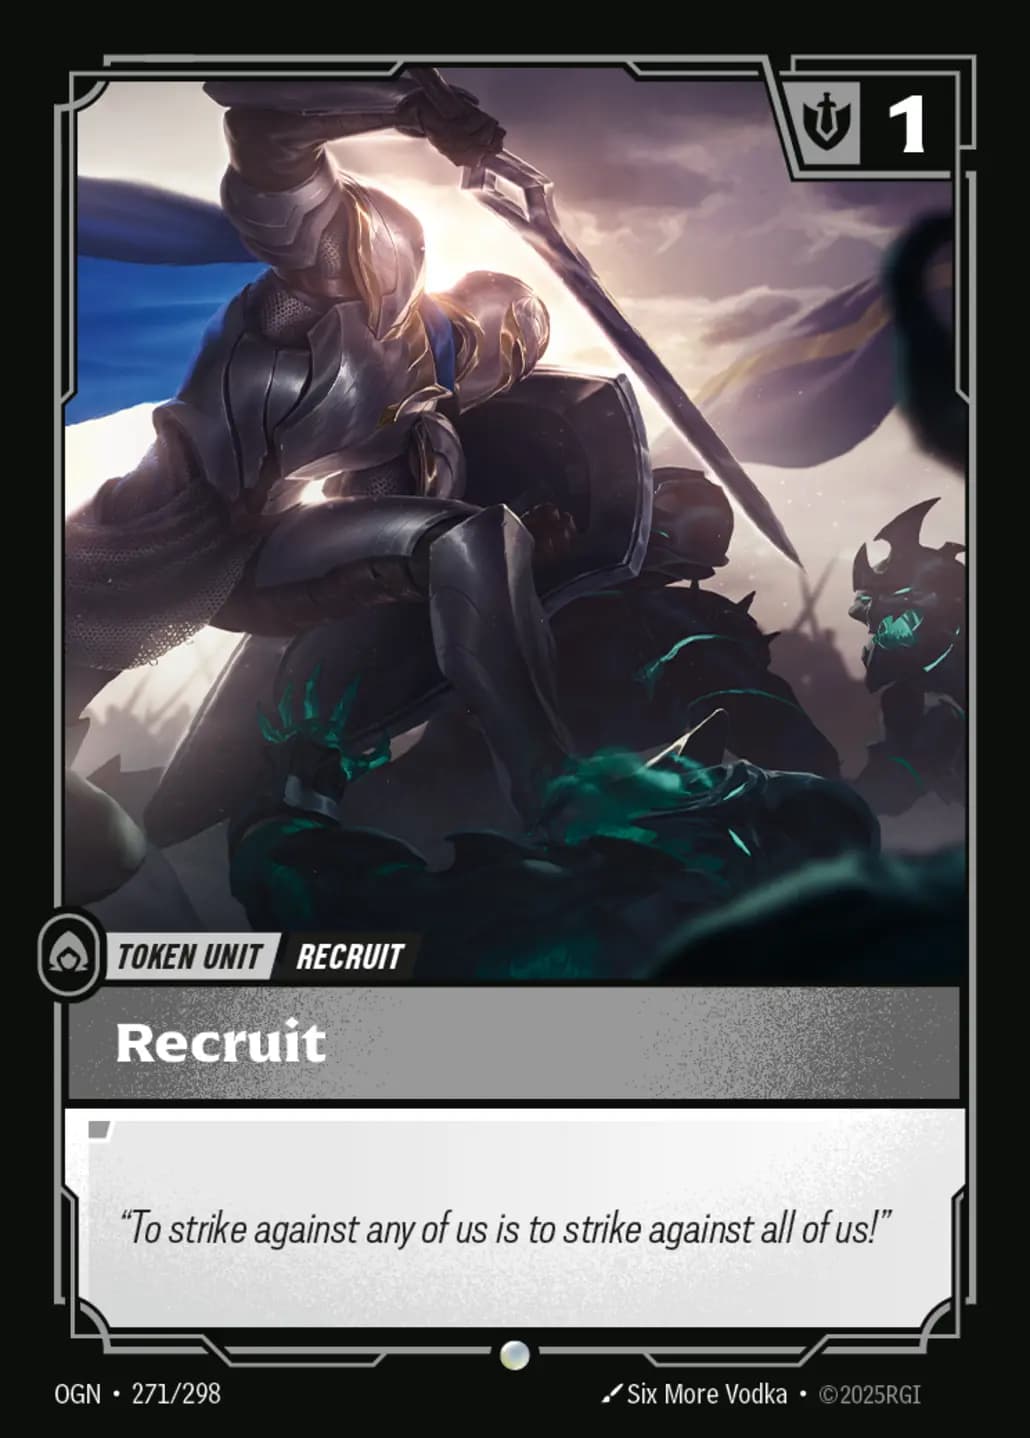 1
TOKEN UNIT RECRUIT
Recruit
“To strike against any of us is to strike against all of us!”
OGN • 271/298 Six More Vodka • ©2025RGI